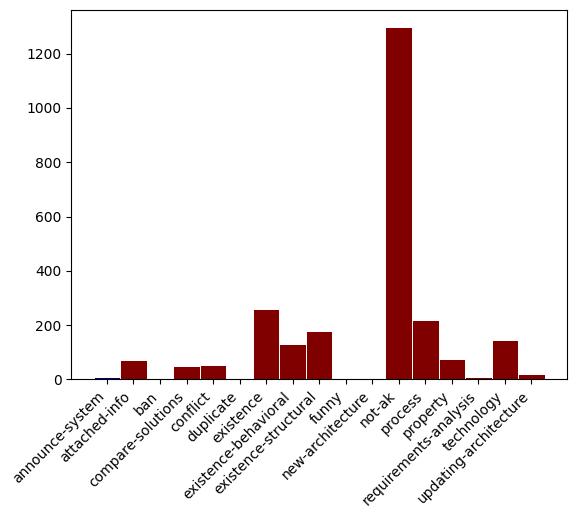 1200
1000
800
600
400
200
0
announce-system
attached-info
ban
compare-solutions
conflict
duplicate
existence
existence-behavioral
existence-structural
funny
new-architecture
not-ak
process
property
requirements-analysis
technology
updating-architecture